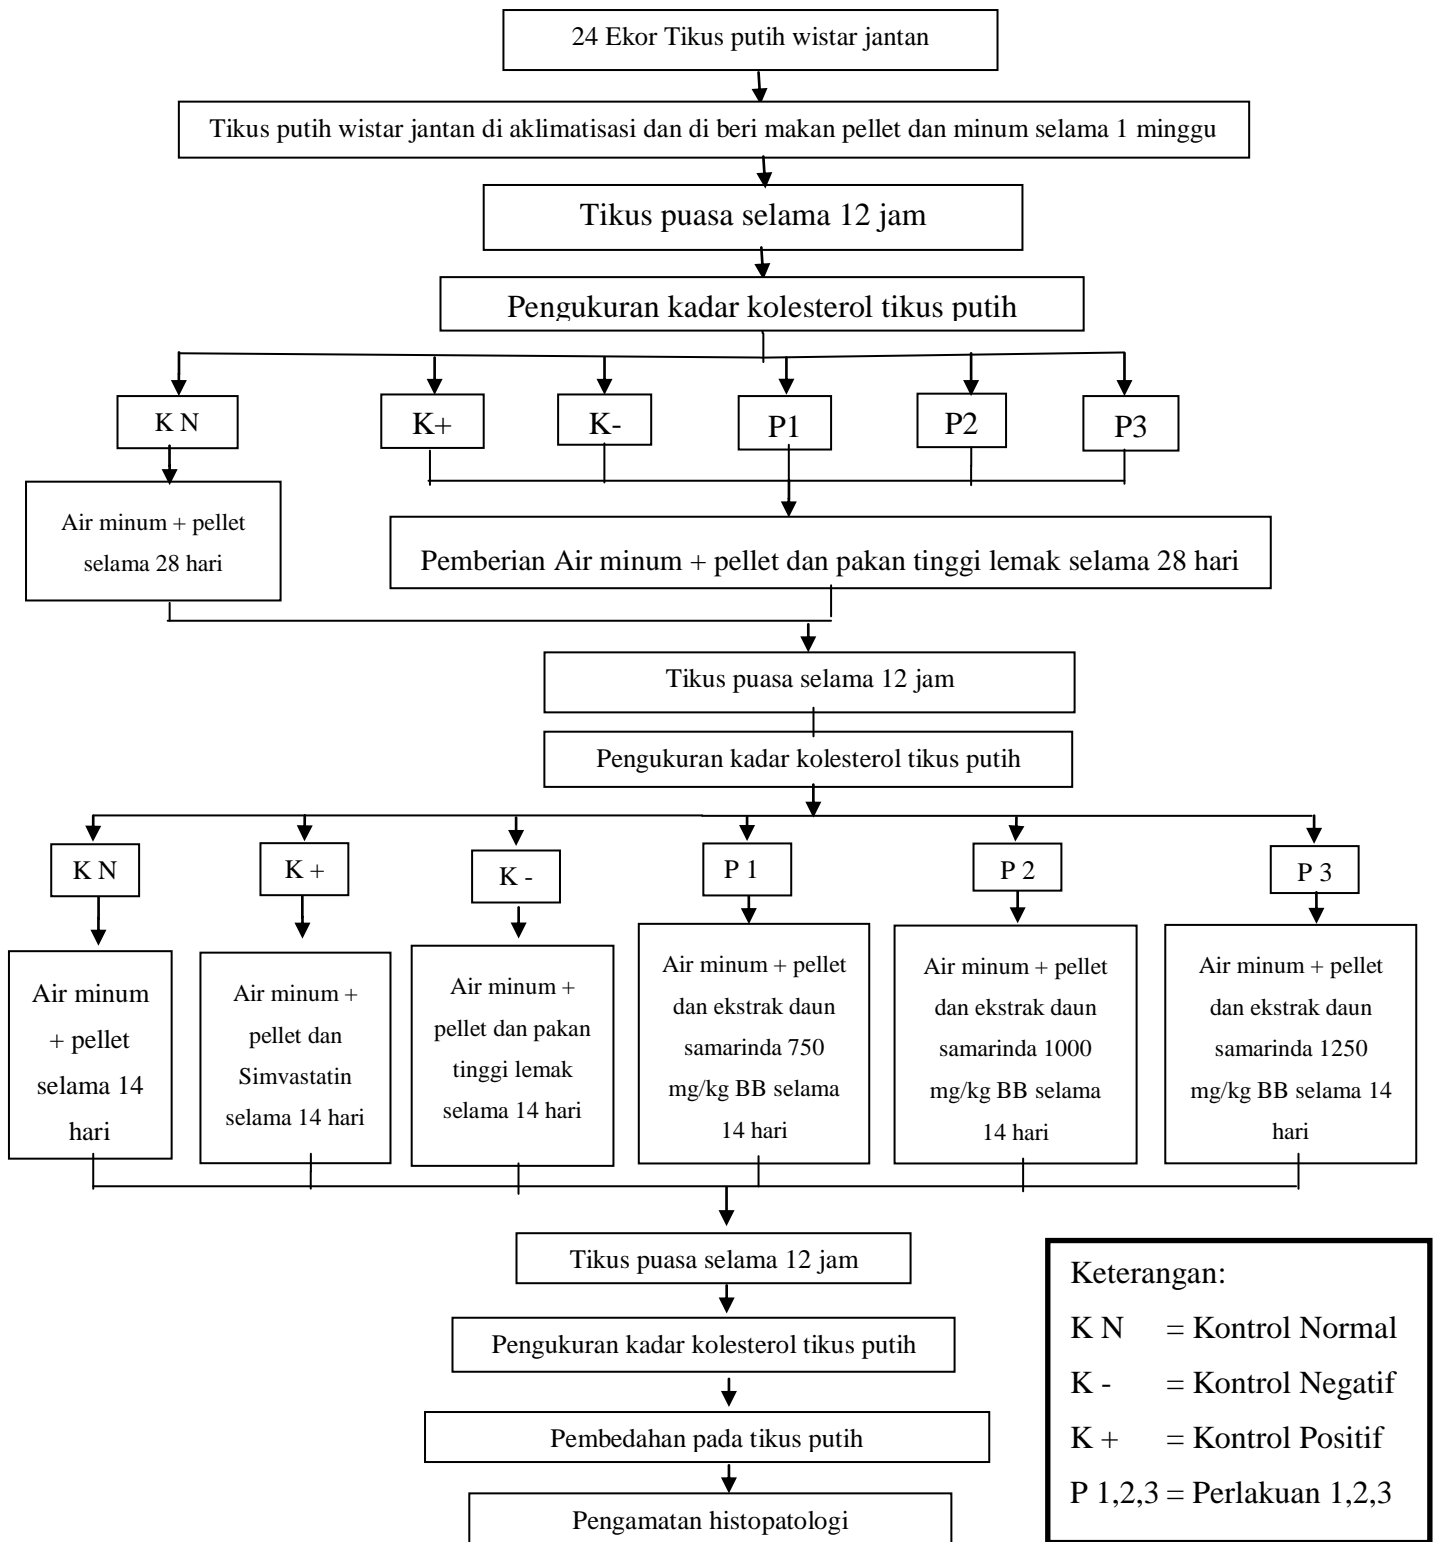 24 Ekor Tikus putih wistar jantan
Tikus putih wistar jantan di aklimatisasi dan di beri makan pellet dan minum selama 1 minggu
Tikus puasa selama 12 jam
Pengukuran kadar kolesterol tikus putih
K N
K+
K-
P1
P2
P3
Air minum + pellet
selama 28 hari
Pemberian Air minum + pellet dan pakan tinggi lemak selama 28 hari
Tikus puasa selama 12 jam
Pengukuran kadar kolesterol tikus putih
K N
K +
K -
P 1
P 2
P 3
Air minum
+ pellet
selama 14
hari
Air minum +
pellet dan
Simvastatin
selama 14 hari
Air minum +
pellet dan pakan
tinggi lemak
selama 14 hari
Air minum + pellet
dan ekstrak daun
samarinda 750
mg/kg BB selama
14 hari
Air minum + pellet
dan ekstrak daun
samarinda 1000
mg/kg BB selama
14 hari
Air minum + pellet
dan ekstrak daun
samarinda 1250
mg/kg BB selama 14
hari
Tikus puasa selama 12 jam
Pengukuran kadar kolesterol tikus putih
Pembedahan pada tikus putih
Pengamatan histopatologi
Keterangan:
K N = Kontrol Normal
K - = Kontrol Negatif
K + = Kontrol Positif
P 1,2,3 = Perlakuan 1,2,3